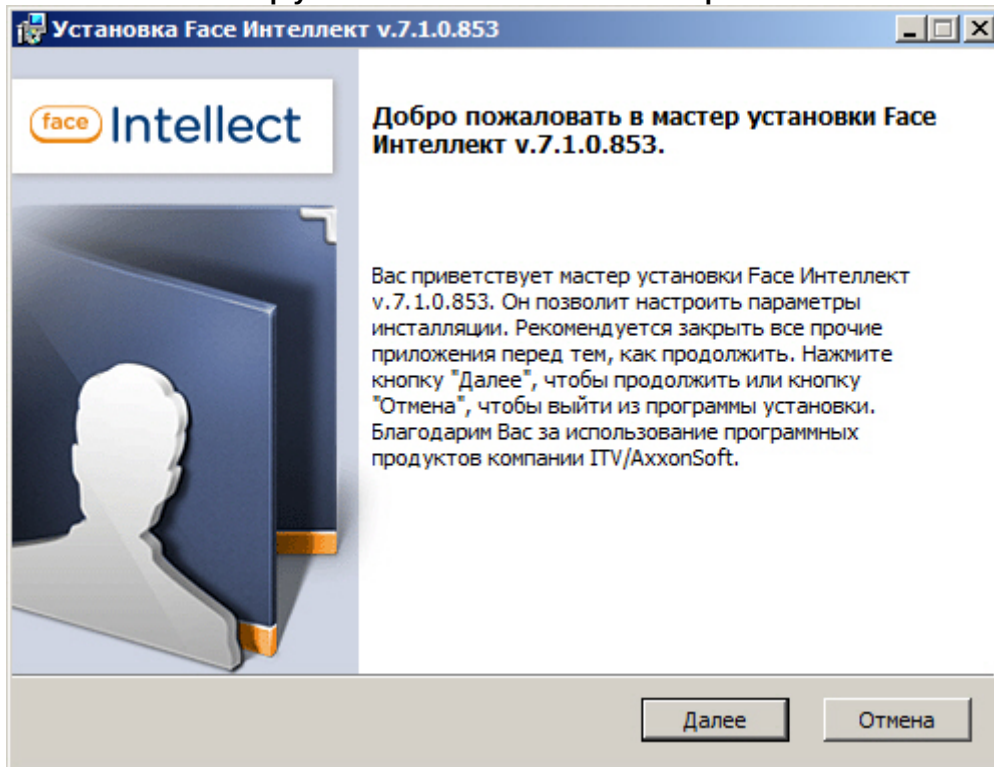 Установка Face Интеллект v.7.1.0.853
face Intellect
Добро пожаловать в мастер установки Face
Интеллект v.7.1.0.853.
Вас приветствует мастер установки Face Интеллект
v.7.1.0.853. Он позволит настроить параметры
инсталляции. Рекомендуется закрыть все прочие
приложения перед тем, как продолжить. Нажмите
кнопку "Далее", чтобы продолжить или кнопку
"Отмена", чтобы выйти из программы установки.
Благодарим Вас за использование программных
продуктов компании ITV/AxxonSoft.
Далее Отмена